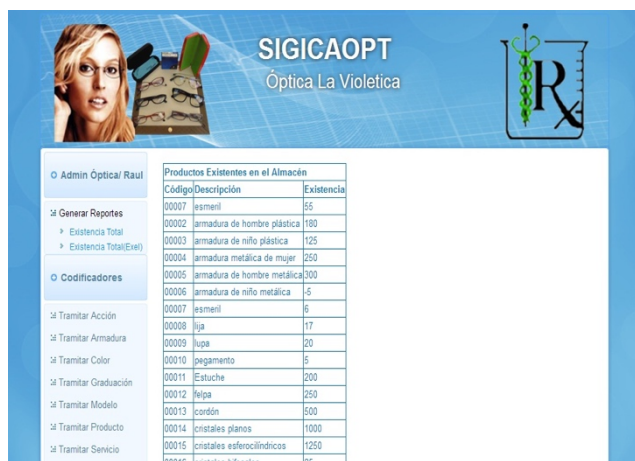 SIGICAOPT
Óptica La Violetica
Rx
Admin Óptica/ Raul
Generar Reportes
Existencia Total
Existencia Total(Exel)
Codificadores
Tramitar Acción
Tramitar Armadura
Tramitar Color
Tramitar Graduación
Tramitar Modelo
Tramitar Producto
Tramitar Servicio
Productos Existentes en el Almacén
Código Descripción Existencia
00007 esmeril 55
00002 armadura de hombre plástica 180
00003 armadura de niño plástica 125
00004 armadura metálica de mujer 250
00005 armadura de hombre metálica 300
00006 armadura de niño metálica -5
00007 esmeril 6
00008 lija 17
00009 lupa 20
00010 pegamento 5
00011 Estuche 200
00012 felpa 250
00013 cordón 500
00014 cristales planos 1000
00015 cristales esferocilíndricos 1250